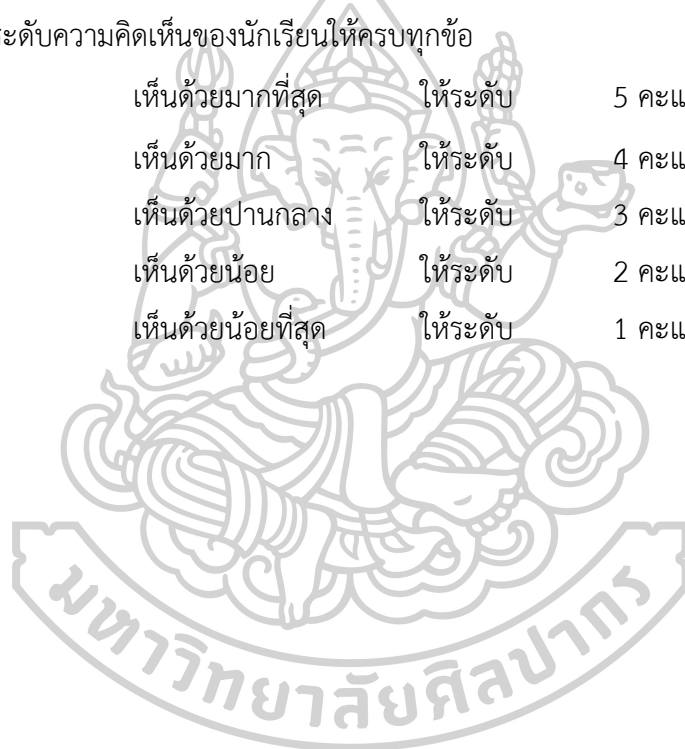 ระดับความคิดเห็นของนักเรียนให้ครบทุกข้อ
เห็นด้วยมากที่สุด ให้ระดับ 5 คะแ
เห็นด้วยมาก ให้ระดับ 4 คะแ
เห็นด้วยปานกลาง ให้ระดับ 3 คะแ
เห็นด้วยน้อย ให้ระดับ 2 คะแ
เห็นด้วยน้อยที่สุด ให้ระดับ 1 คะแ
มหาวิทยาลัยศิลปากร